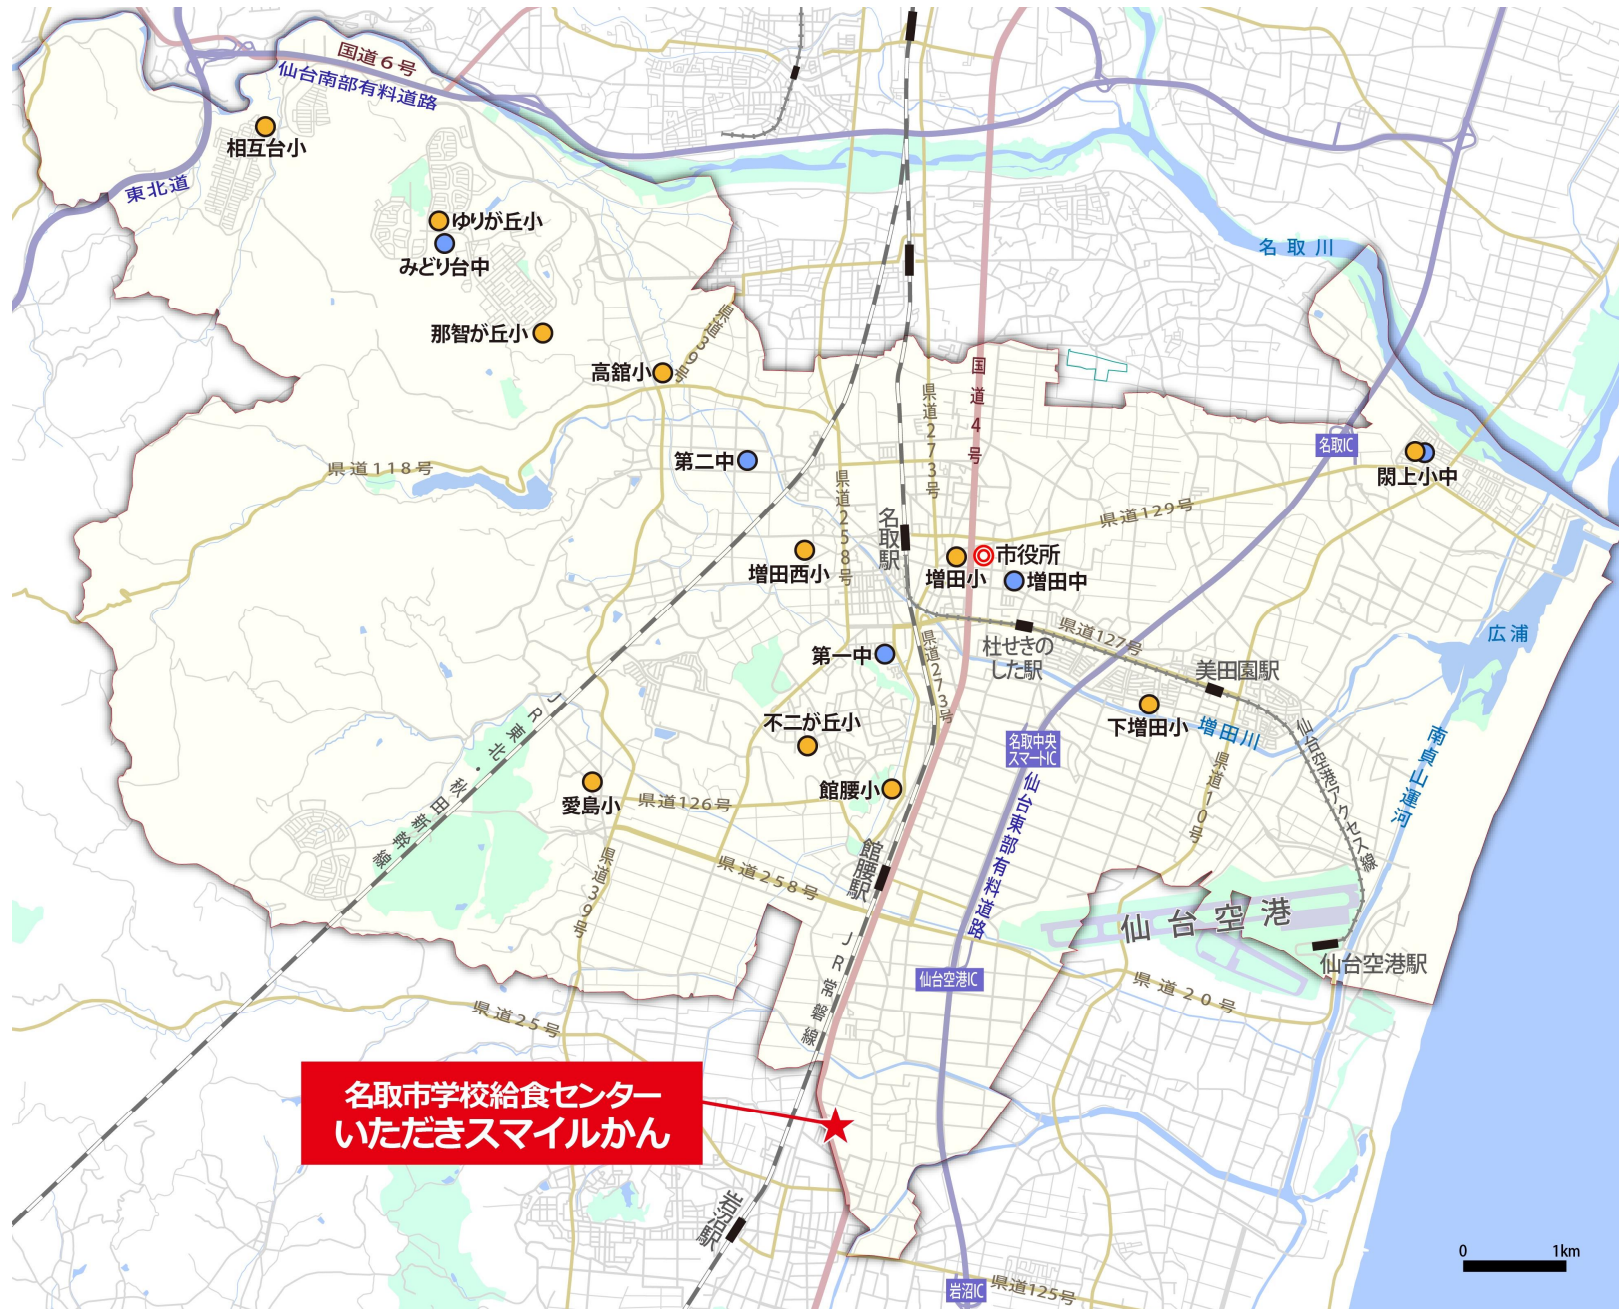 国道6号
仙台南部有料道路
相互台小
東北道
ゆりが丘小
みどり台中
名取川
那智が丘小
県道39号
高舘小
国道4号
県道273号
名取IC
第二中
県道118号
閖上小中
県道258号
名取駅
県道129号
市役所
増田西小
増田小
増田中
県道127号
杜せきの
した駅
広浦
第一中
県道273号
美田園駅
JR東北・秋田新幹線
不二が丘小
下増田小
増田川
仙台空港アクセス線
南貞山運河
名取中央
スマートIC
県道10号
館腰小
愛島小
県道126号
仙台東部有料道路
館腰駅
県道258号
県道39号
仙台空港
JR常磐線
仙台空港駅
仙台空港IC
県道20号
県道25号
名取市学校給食センター
いただきスマイルかん
岩沼駅
0 1km
岩沼IC
県道125号